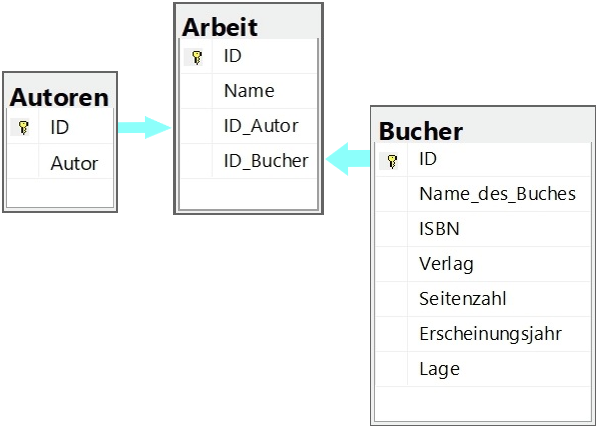 Autoren
ID
Autor
Arbeit
ID
Name
ID_Autor
ID_Bucher
Bucher
ID
Name_des_Buches
ISBN
Verlag
Seitenzahl
Erscheinungsjahr
Lage